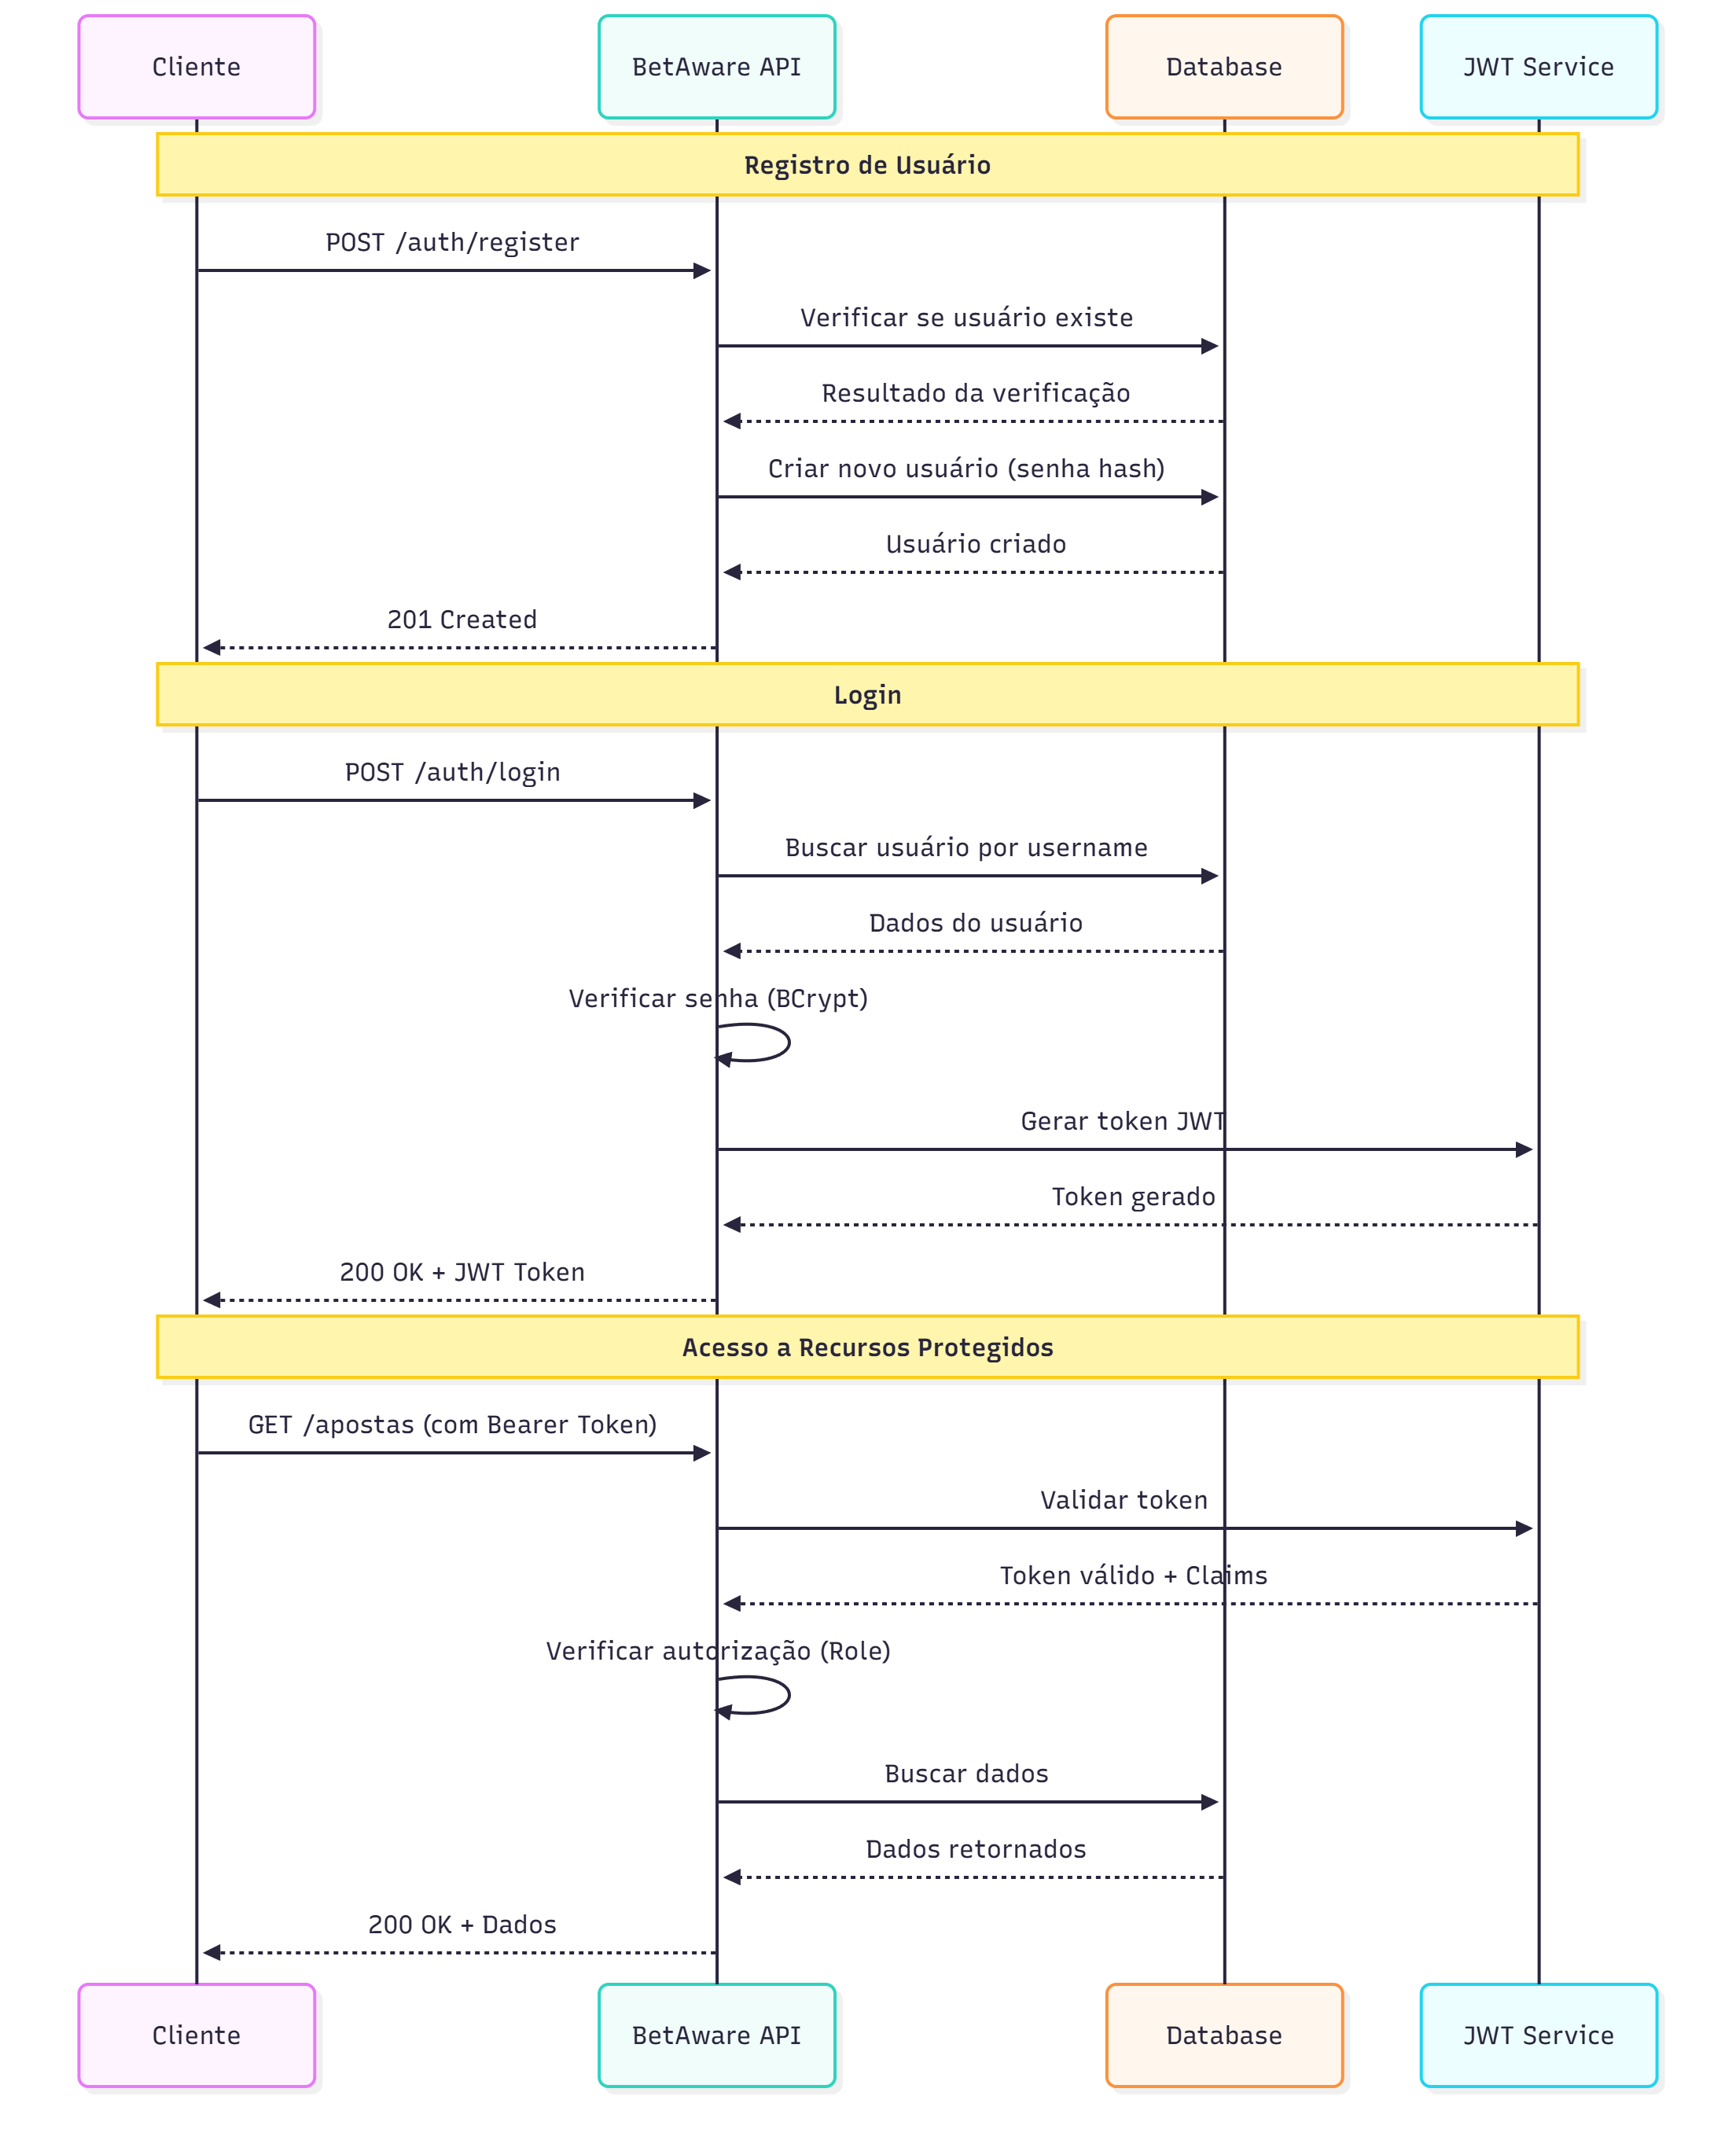 Cliente
BetAware API
Database
JWT Service
Registro de Usuário
POST /auth/register
Verificar se usuário existe
Resultado da verificação
Criar novo usuário (senha hash)
Usuário criado
201 Created
Login
POST /auth/login
Buscar usuário por username
Dados do usuário
Verificar senha (BCrypt)
Gerar token JWT
Token gerado
200 OK + JWT Token
Acesso a Recursos Protegidos
GET /apostas (com Bearer Token)
Validar token
Token válido + Claims
Verificar autorização (Role)
Buscar dados
Dados retornados
200 OK + Dados
Cliente
BetAware API
Database
JWT Service